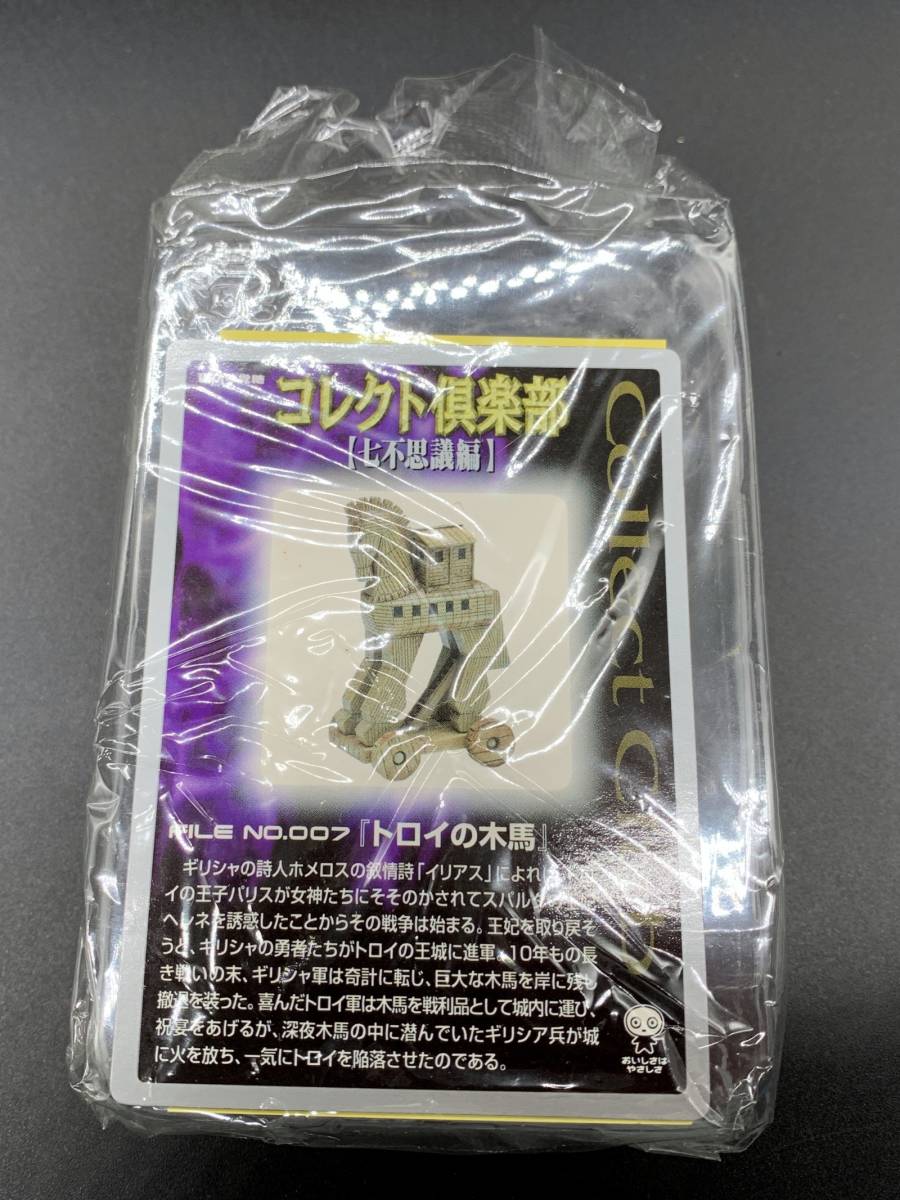 コレクト倶楽部
【七不思議編】
Collect C
FILE NO.007 『トロイの木馬』
ギリシャの詩人ホメロスの叙情詩「イリアス」によれ
イの王子パリスが女神たちにそそのかされてスパル
ヘレネを誘惑したことからその戦争は始まる。王妃を取り戻そ
うと、ギリシャの勇者たちがトロイの王城に進軍。10年もの長
き戦いの末、ギリシャ軍は奇計に転じ、巨大な木馬を岸に残し
撤退を装った。喜んだトロイ軍は木馬を戦利品として城内に運び、
祝宴をあげるが、深夜木馬の中に潜んでいたギリシア兵が城
に火を放ち、一気にトロイを陥落させたのである。
おいしさは
やさしさ